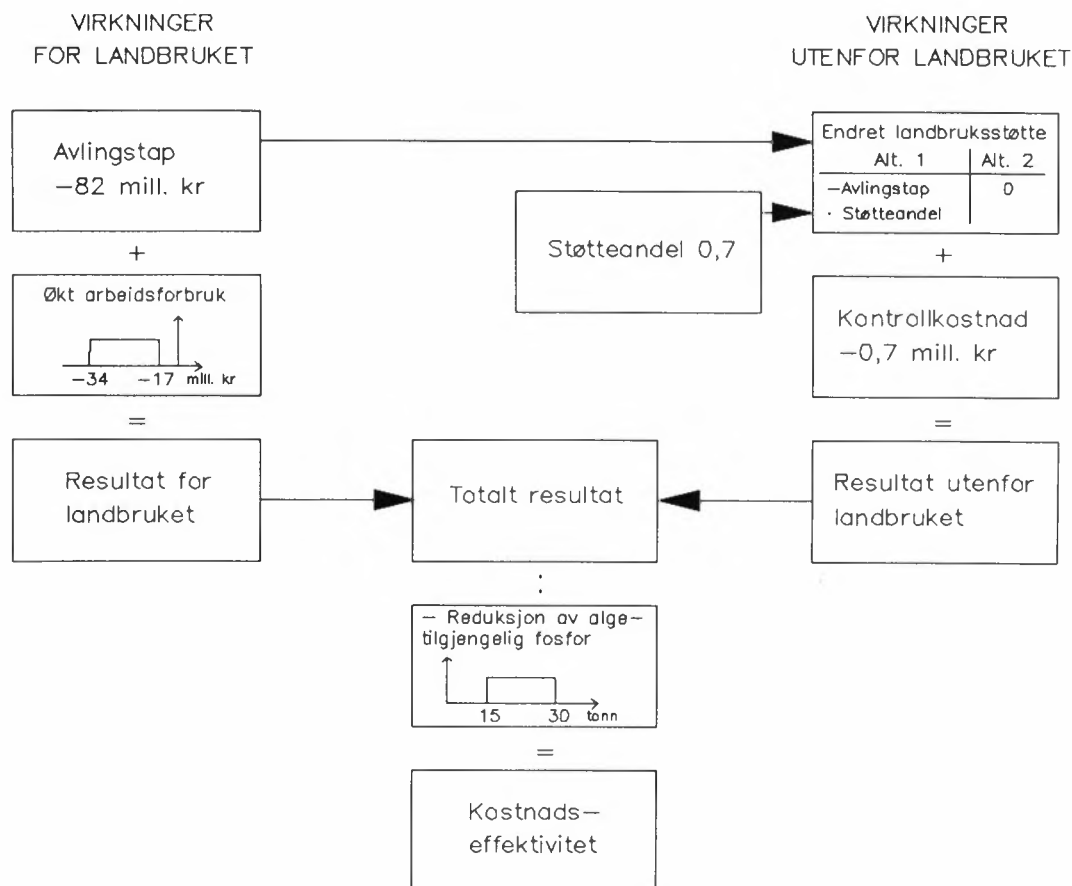 VIRKNINGER
FOR LANDBRUKET
VIRKNINGER
UTENFOR LANDBRUKET
Avlingstap
−82 mill. kr
Endret landbruksstøtte
Alt. 1
Alt. 2
−Avlingstap
0
· Støtteandel
Støtteandel 0,7
+
+
Økt arbeidsforbruk
−34
−17
mill. kr
Kontrollkostnad
−0,7 mill. kr
=
=
Resultat for
landbruket
Totalt resultat
Resultat utenfor
landbruket
:
− Reduksjon av alge−
tilgjengelig fosfor
15
30
tonn
=
Kostnads−
effektivitet